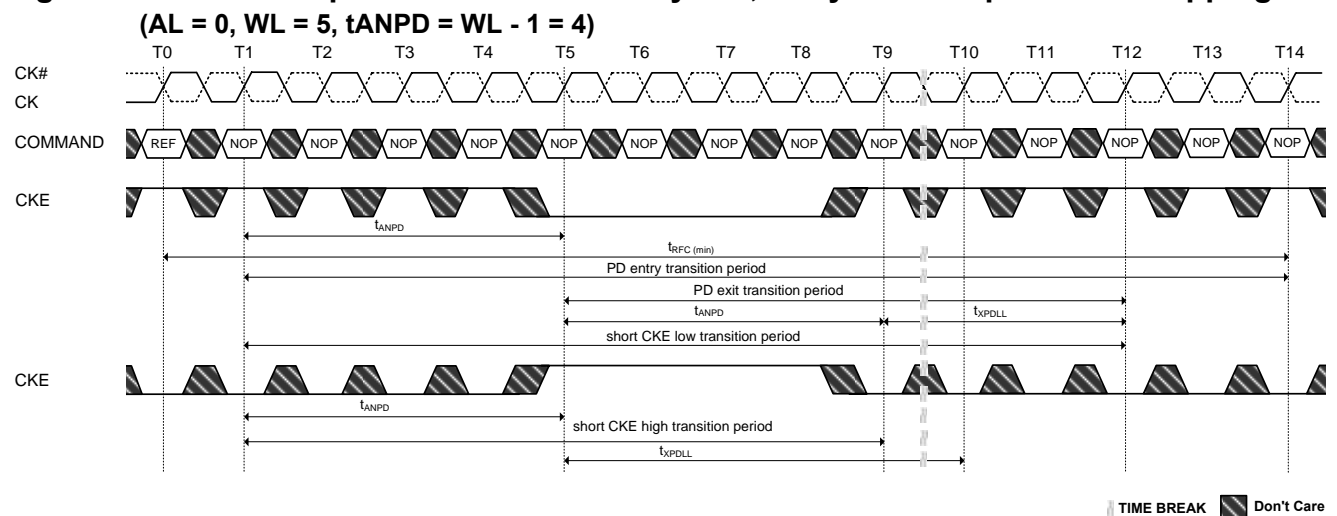 (AL = 0, WL = 5, tANPD = WL - 1 = 4)
T0 T1 T2 T3 T4 T5 T6 T7 T8 T9 T10 T11 T12 T13 T14
CK#
CK
COMMAND REF NOP NOP NOP NOP NOP NOP NOP NOP NOP NOP NOP NOP NOP NOP
CKE
tANPD
tRFC (min)
PD entry transition period
PD exit transition period
tANPD tXPDLL
short CKE low transition period
CKE
tANPD
short CKE high transition period
tXPDLL
TIME BREAK Don't Care